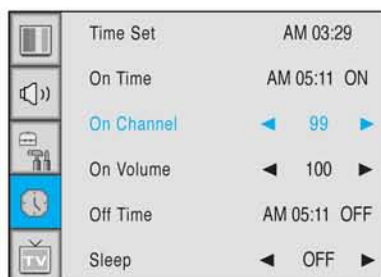 Time Set AM 03:29
On Time AM 05:11 ON
On Channel ◄ 99 ►
On Volume ◄ 100 ►
Off Time AM 05:11 OFF
Sleep ◄ OFF ►
TV